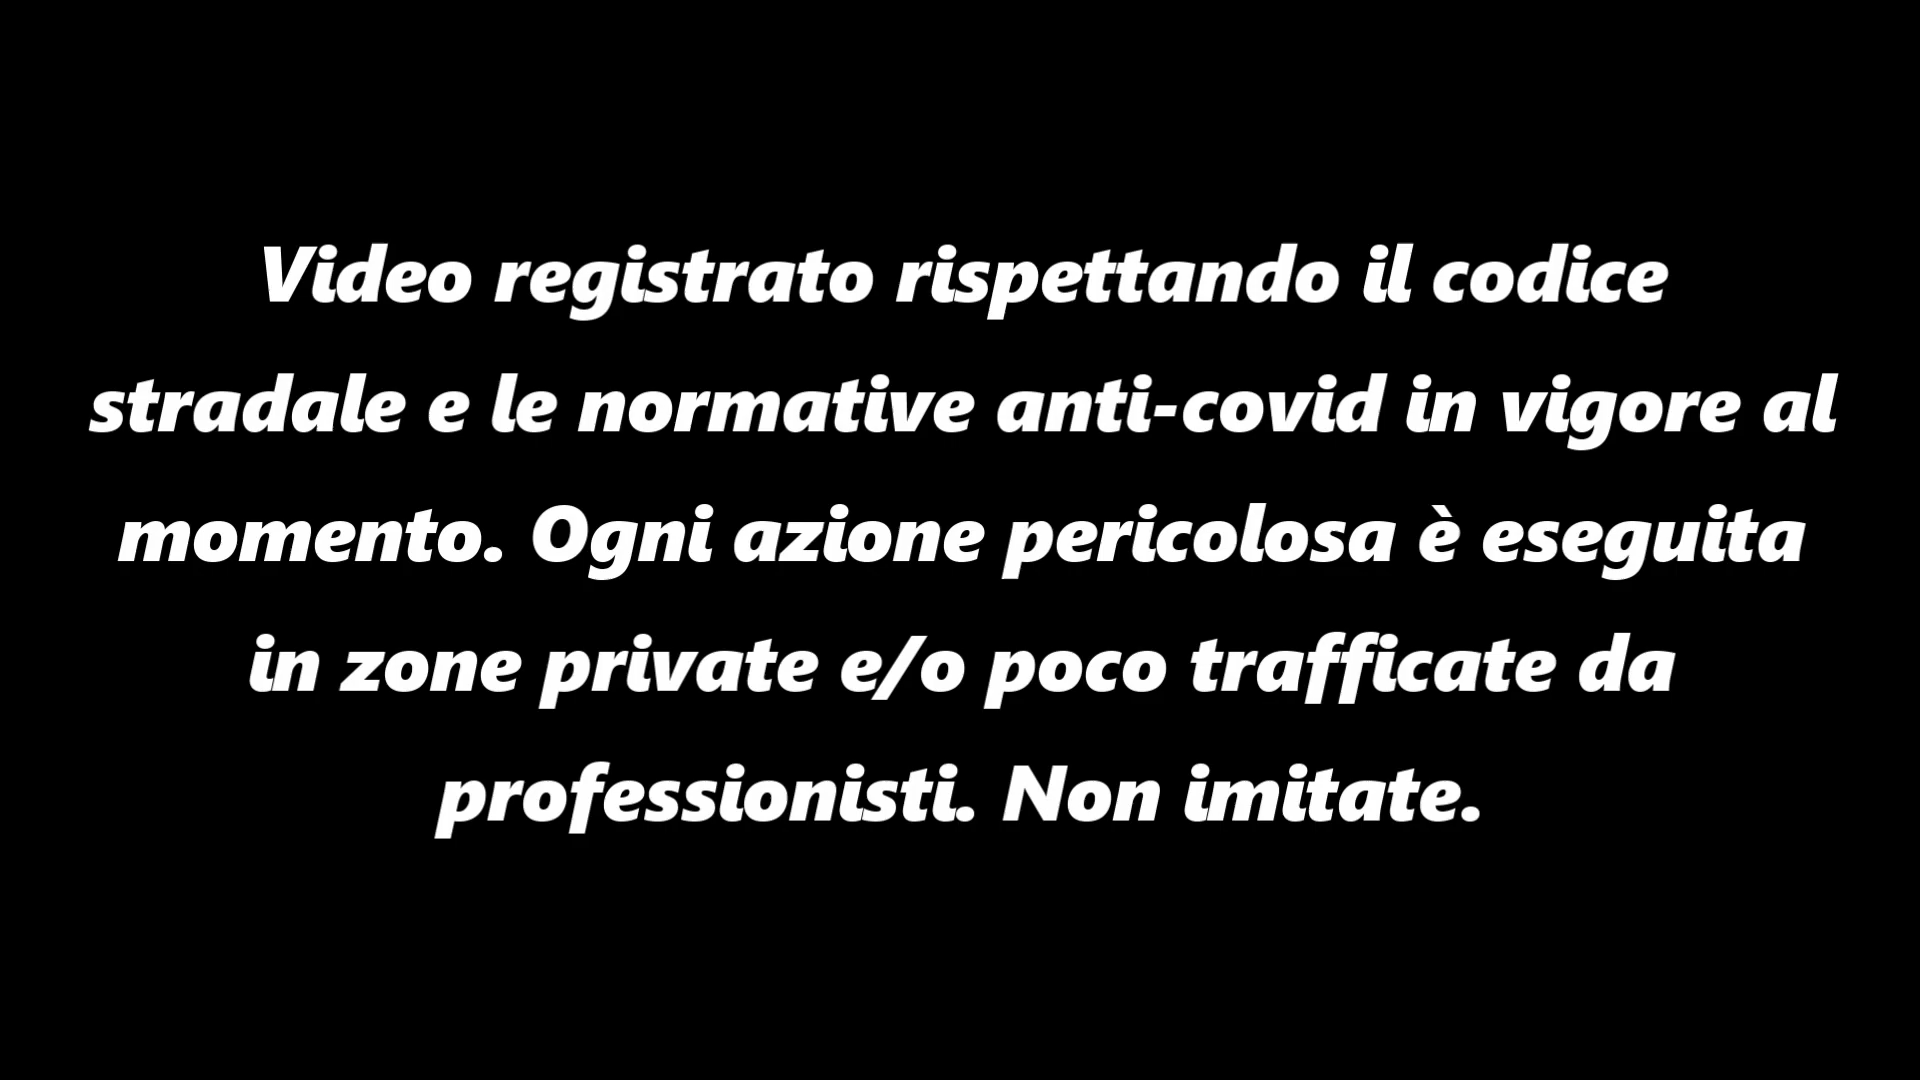 Video registrato rispettando il codice
stradale e le normative anti-covid in vigore al
momento. Ogni azione pericolosa è eseguita
in zone private e/o poco trafficate da
professionisti. Non imitate.